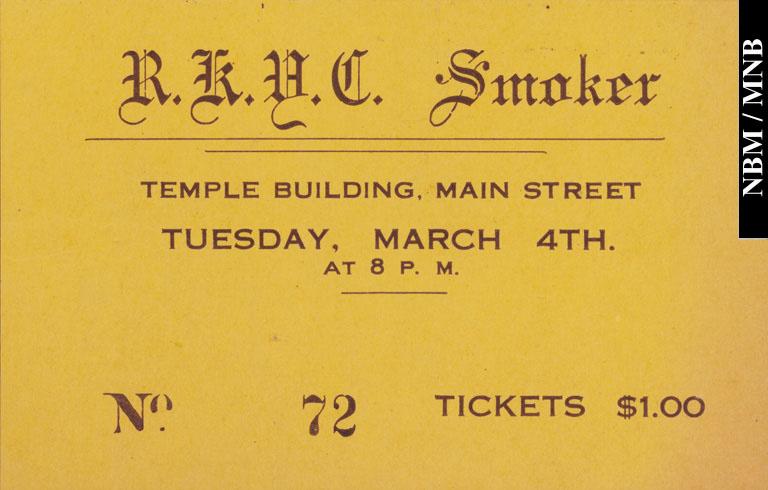 R.K.Y.C. Smoker
TEMPLE BUILDING, MAIN STREET
TUESDAY, MARCH 4TH.
AT 8 P. M.
No. 72 TICKETS $1.00
NBM / MNB